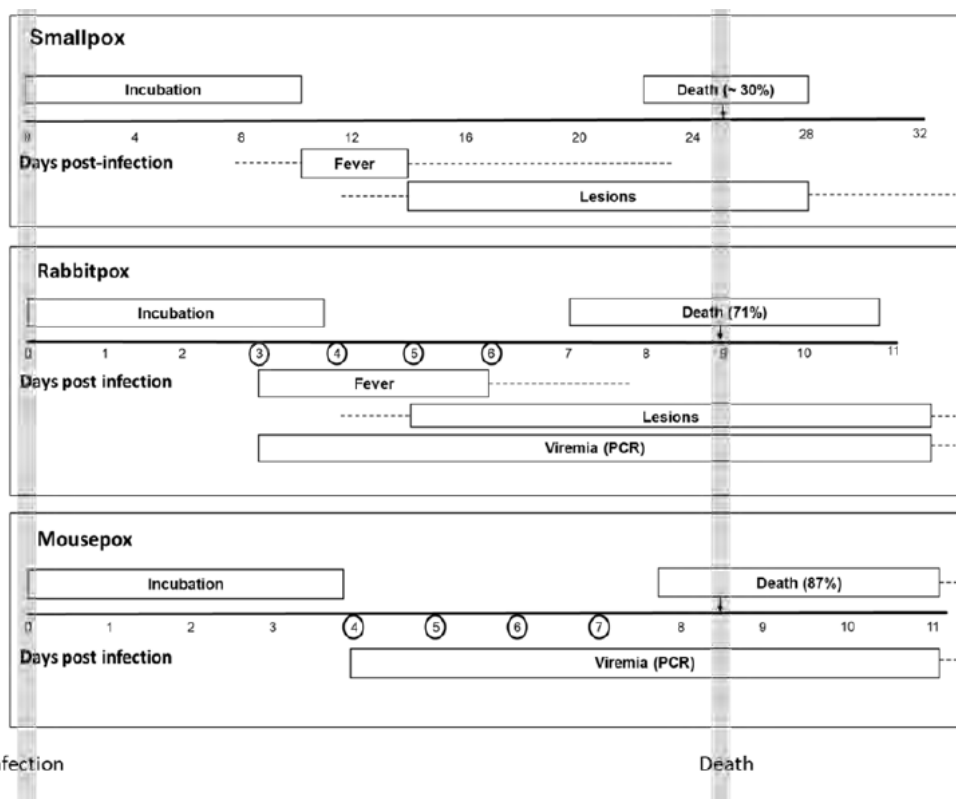 Smallpox
Incubation
Death (~ 30%)
0 4 8 12 16 20 24 28 32
Days post-infection
Fever
Lesions
Rabbitpox
Incubation
Death (71%)
0 1 2 3 4 5 6 7 8 9 10 11
Days post infection
Fever
Lesions
Viremia (PCR)
Mousepox
Incubation
Death (87%)
0 1 2 3 4 5 6 7 8 9 10 11
Days post infection
Viremia (PCR)
fection
Death